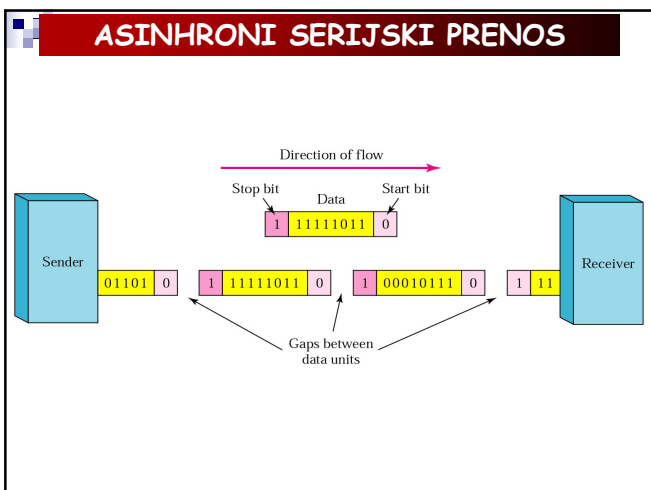 ASINHRONI SERIJSKI PRENOS
Direction of flow
Stop bit Data Start bit
1 11111011 0
Sender Receiver
01101 0 1 11111011 0 1 00010111 0 1 11
Gaps between
data units